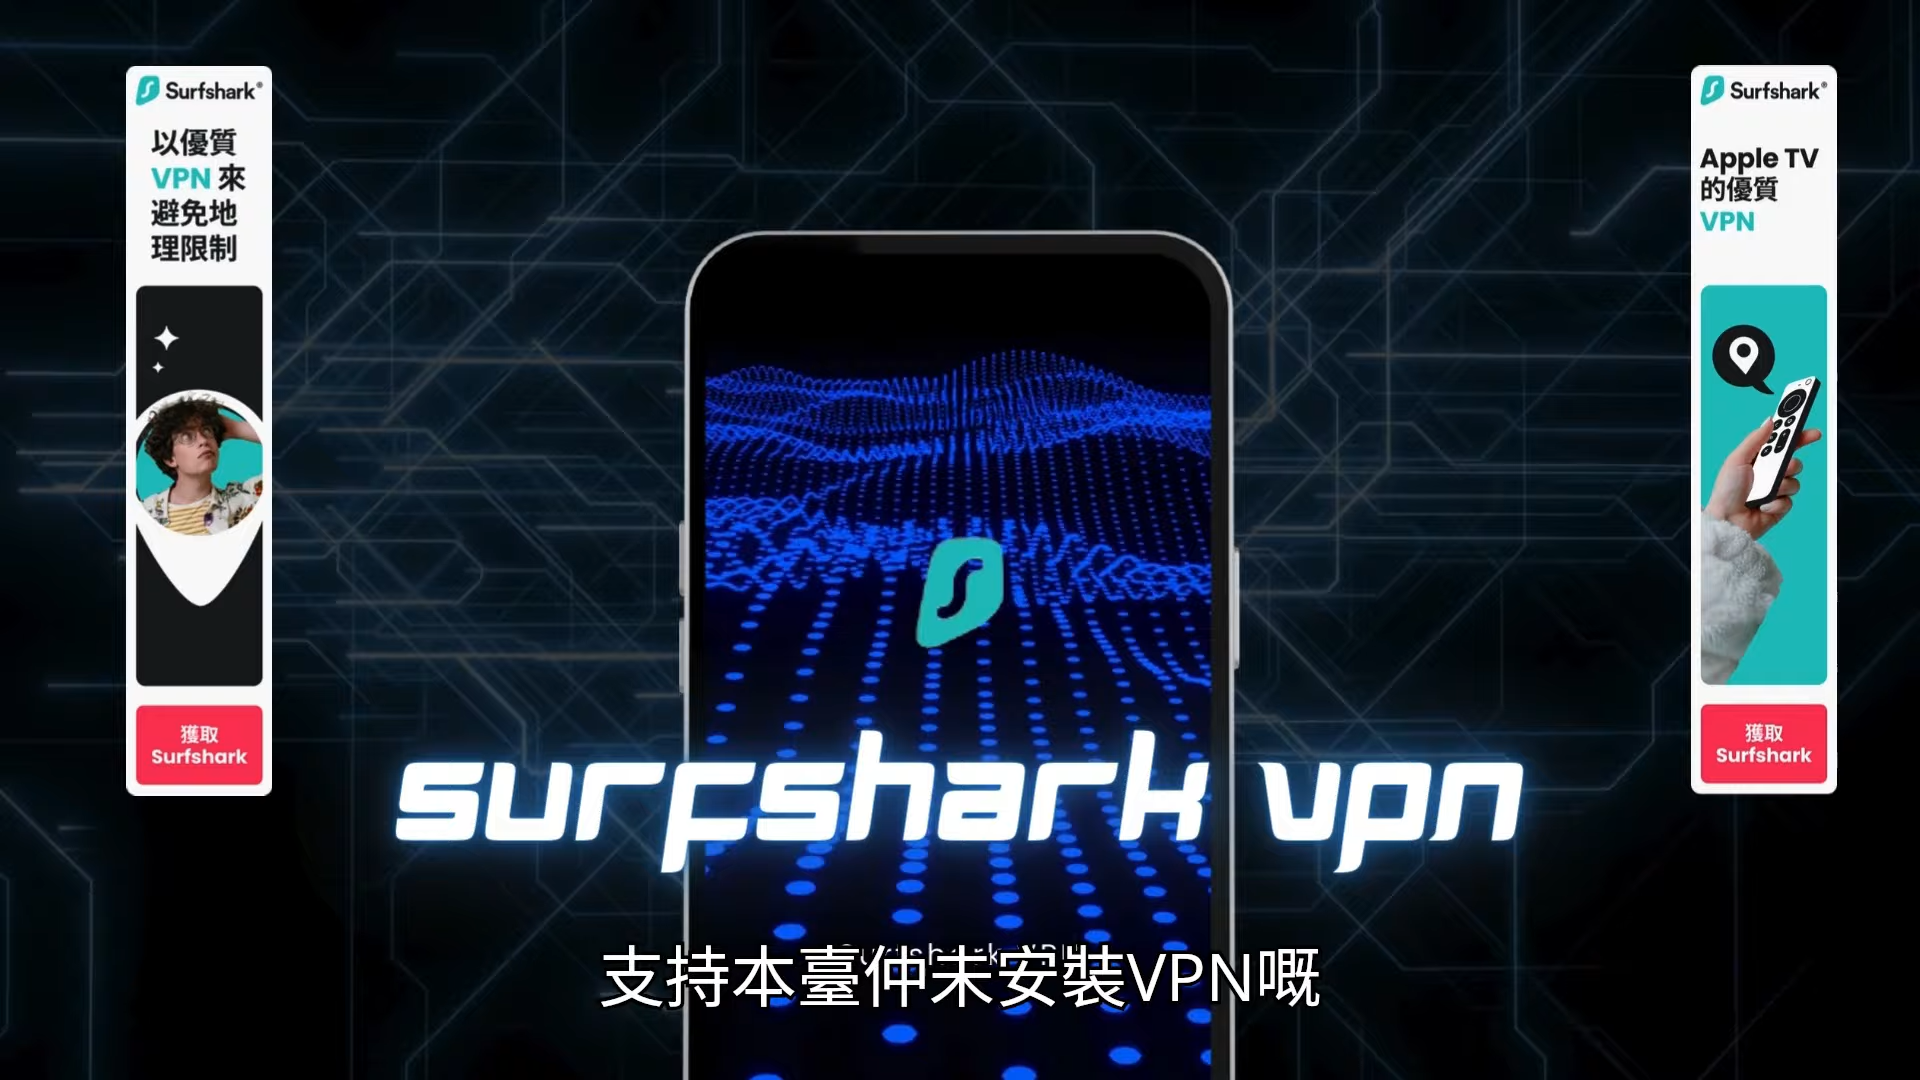 Surfshark®
以優質
VPN 來
避免地
理限制
獲取
Surfshark
Surfshark®
Apple TV
的優質
VPN
獲取
Surfshark
surfshark vpn
支持本臺仲未安裝VPN嘅